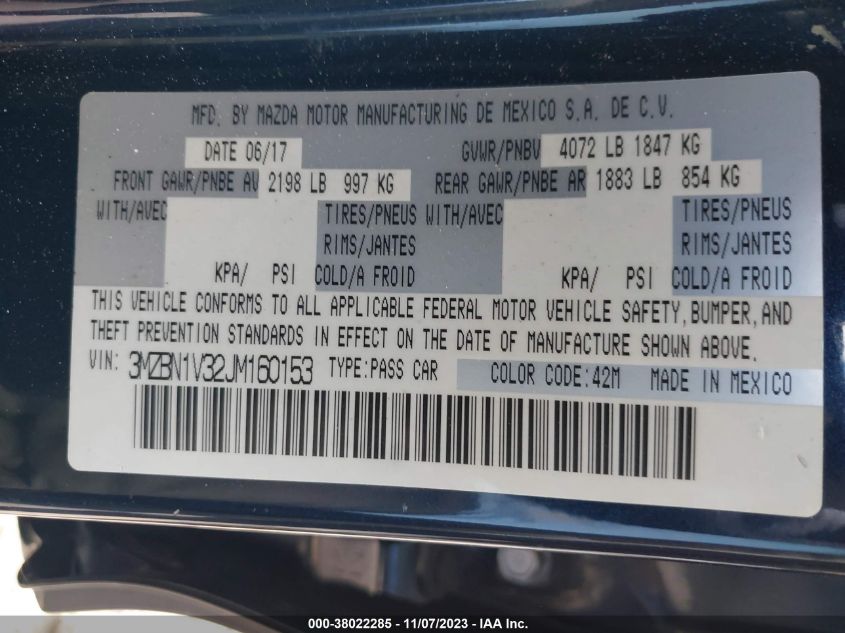 MFD. BY MAZDA MOTOR MANUFACTURING DE MEXICO S.A. DE C.V.
DATE 06/17 GVWR/PNBV 4072 LB 1847 KG
FRONT GAWR/PNBE AV 2198 LB 997 KG REAR GAWR/PNBE AR 1883 LB 854 KG
WITH/AVEC TIRES/PNEUS WITH/AVEC TIRES/PNEUS
RIMS/JANTES RIMS/JANTES
KPA/ PSI COLD/A FROID KPA/ PSI COLD/A FROID
THIS VEHICLE CONFORMS TO ALL APPLICABLE FEDERAL MOTOR VEHICLE SAFETY, BUMPER, AND
THEFT PREVENTION STANDARDS IN EFFECT ON THE DATE OF MANUFACTURE SHOWN ABOVE.
VIN: 3MZBN1V32JM160153 TYPE:PASS CAR COLOR CODE:42M MADE IN MEXICO
000-38022285 - 11/07/2023 - IAA Inc.